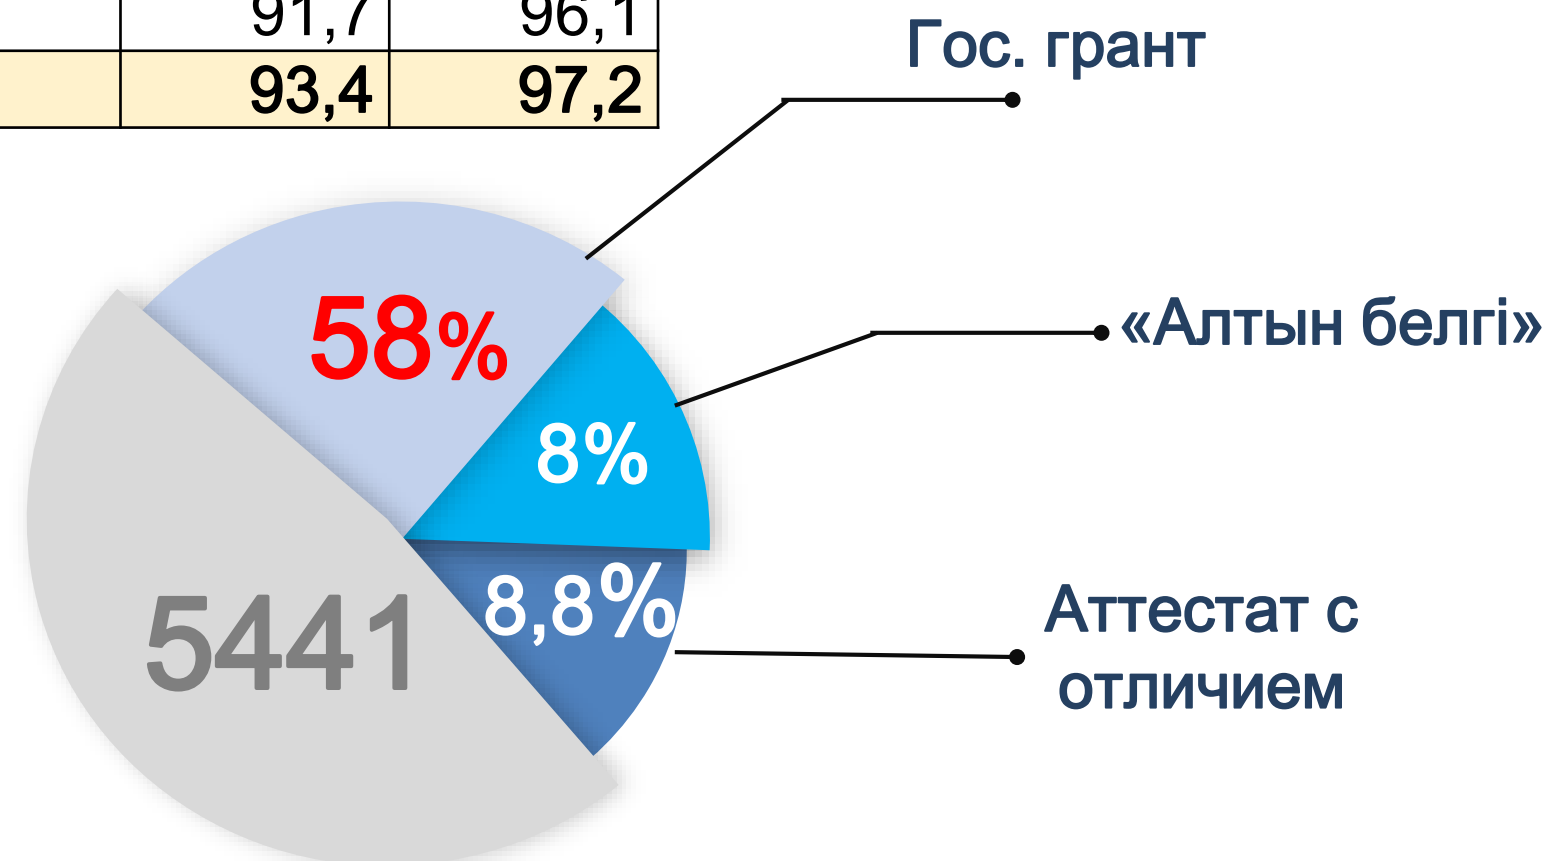 91,7 96,1
93,4 97,2
Гос. грант
58%
«Алтын белгі»
8%
8,8%
5441
Аттестат с
отличием